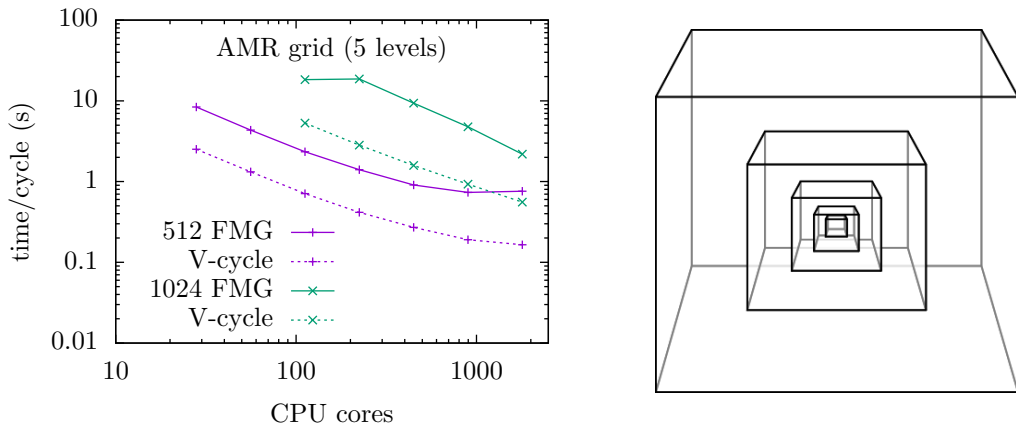 100
10
1
0.1
0.01
time/cycle (s)
AMR grid (5 levels)
512 FMG
V-cycle
1024 FMG
V-cycle
10
100
1000
CPU cores